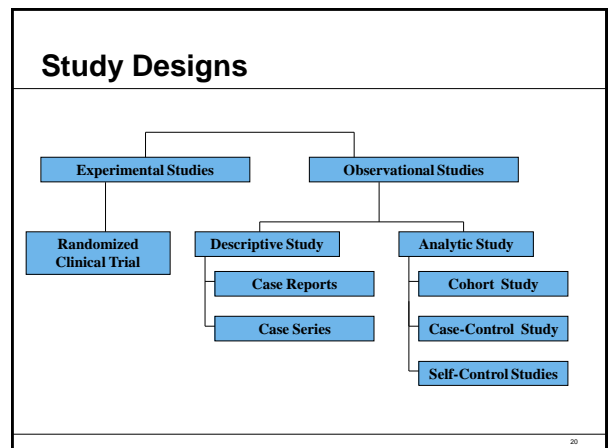 Study Designs
Experimental Studies
Observational Studies
Randomized
Clinical Trial
Descriptive Study
Analytic Study
Case Reports
Cohort Study
Case Series
Case-Control Study
Self-Control Studies
20